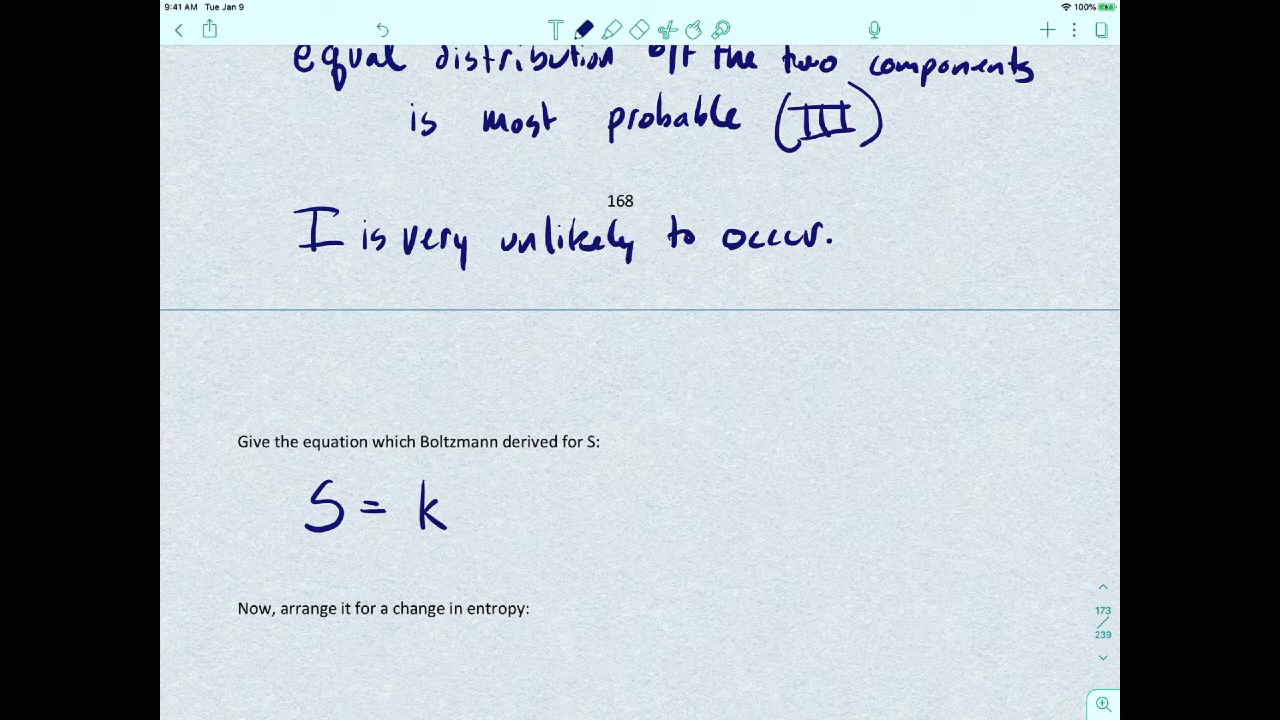 9:41 AM Tue Jan 9
100%
equal distribution b/t the two components
is most probable (III)
168
I is very unlikely to occur.
Give the equation which Boltzmann derived for S:
S = k
Now, arrange it for a change in entropy:
173
/
239